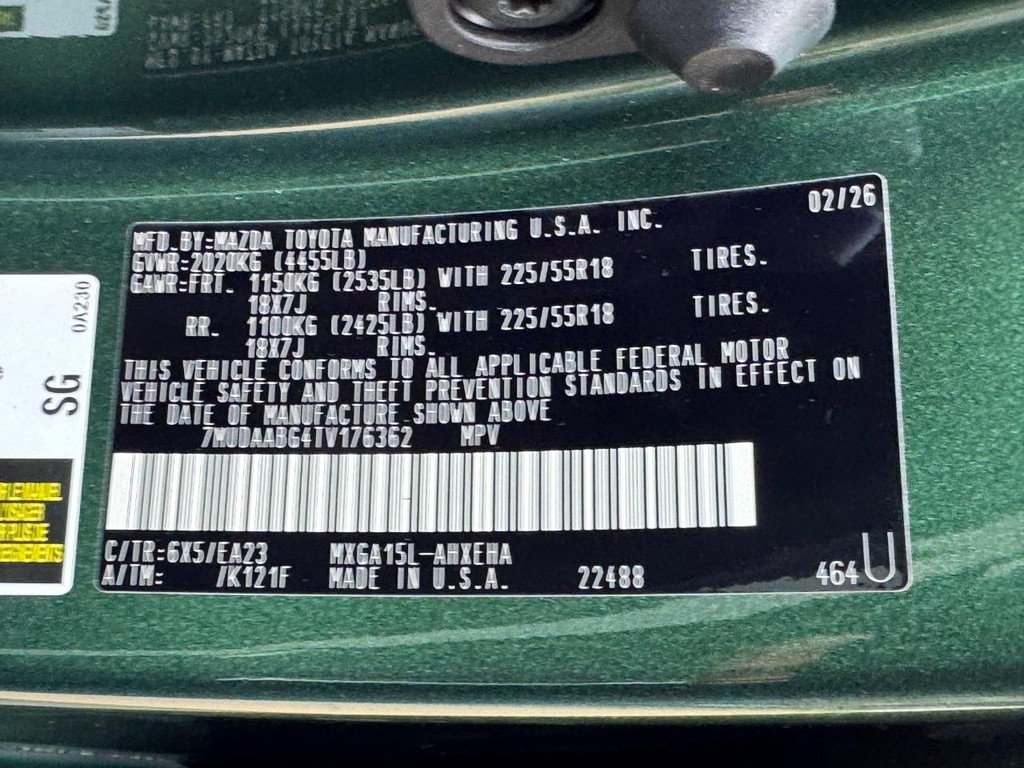 02/26
MFD.BY:MAZDA TOYOTA MANUFACTURING U.S.A. INC.
GVWR:2020KG (4455LB)
GAWR:FRT. 1150KG (2535LB) WITH 225/55R18 TIRES.
18X7J RIMS.
RR. 1100KG (2425LB) WITH 225/55R18 TIRES.
18X7J RIMS.
THIS VEHICLE CONFORMS TO ALL APPLICABLE FEDERAL MOTOR
VEHICLE SAFETY AND THEFT PREVENTION STANDARDS IN EFFECT ON
THE DATE OF MANUFACTURE SHOWN ABOVE
7MUDAABG4TV176362 MPV
C/TR:6X5/EA23 MXGA15L-AHXEHA
A/TM: /K121F MADE IN U.S.A. 22488 464 U
0A230
SG